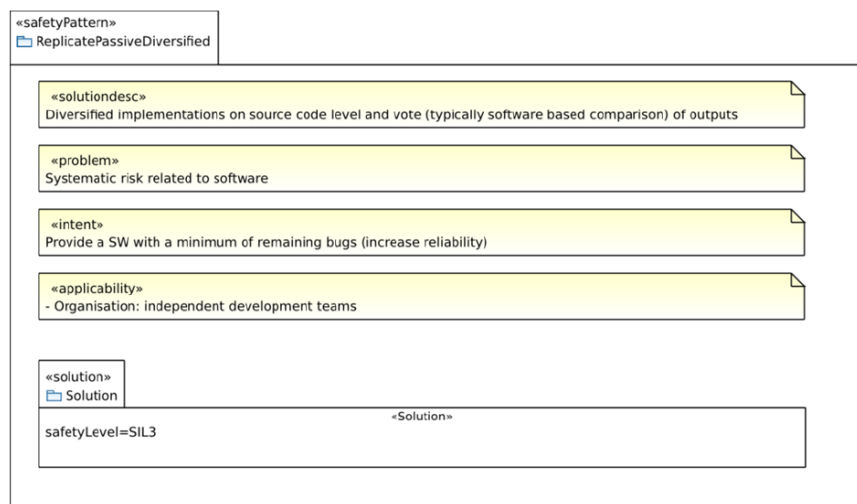 «safetyPattern»
ReplicatePassiveDiversified
«solutiondesc»
Diversified implementations on source code level and vote (typically software based comparison) of outputs
«problem»
Systematic risk related to software
«intent»
Provide a SW with a minimum of remaining bugs (increase reliability)
«applicability»
- Organisation: independent development teams
«solution»
Solution
«Solution»
safetyLevel=SIL3